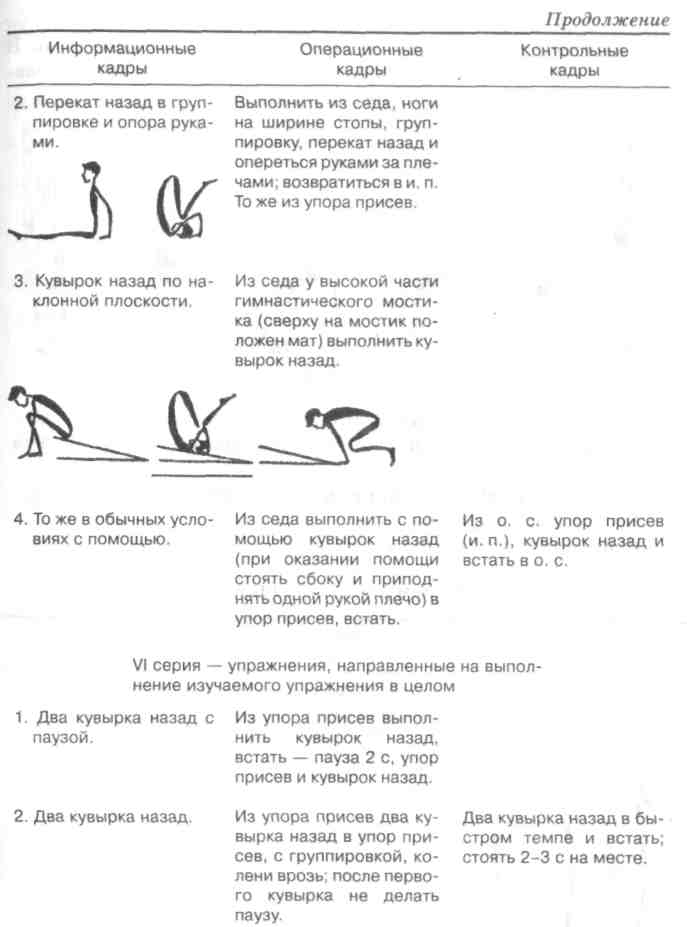 Продолжение
Информационные кадры
Операционные кадры
Контрольные кадры
2. Перекат назад в груп-
пировке и опора рука-
ми.
Выполнить из седа, ноги
на ширине стопы, груп-
пировку, перекат назад и
опереться руками за пле-
чами; возвратиться в и. п.
То же из упора присев.
3. Кувырок назад по на-
клонной плоскости.
Из седа у высокой части
гимнастического мости-
ка (сверху на мостик по-
ложен мат) выполнить ку-
вырок назад.
4. То же в обычных усло-
виях с помощью.
Из седа выполнить с по-
мощью кувырок назад
(при оказании помощи
стоять сбоку и припод-
нять одной рукой плечо) в
упор присев, встать.
Из о. с. упор присев
(и. п.), кувырок назад и
встать в о. с.
VI серия — упражнения, направленные на выпол-
нение изучаемого упражнения в целом
1. Два кувырка назад с
паузой.
Из упора присев выпол-
нить кувырок назад,
встать — пауза 2 с, упор
присев и кувырок назад.
2. Два кувырка назад.
Из упора присев два ку-
вырка назад в упор при-
сев, с группировкой, ко-
лени врозь; после перво-
го кувырка не делать
паузу.
Два кувырка назад в бы-
стром темпе и встать;
стоять 2–3 с на месте.